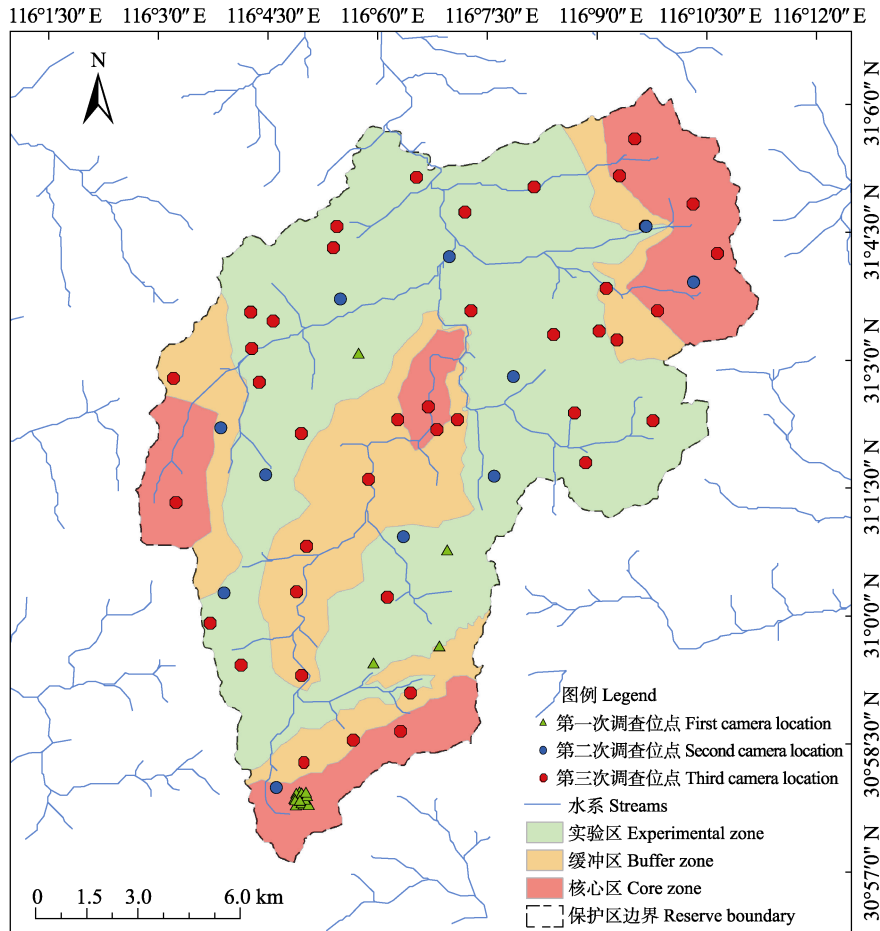 116°1′30″ E 116°3′0″ E 116°4′30″ E 116°6′0″ E 116°7′30″ E 116°9′0″ E 116°10′30″ E 116°12′0″ E
N
31°6′0″ N
31°4′30″ N
31°3′0″ N
31°1′30″ N
31°0′0″ N
30°58′30″ N
30°57′0″ N
图例 Legend
第一次调查位点 First camera location
第二次调查位点 Second camera location
第三次调查位点 Third camera location
水系 Streams
实验区 Experimental zone
缓冲区 Buffer zone
核心区 Core zone
保护区边界 Reserve boundary
0 1.5 3.0 6.0 km